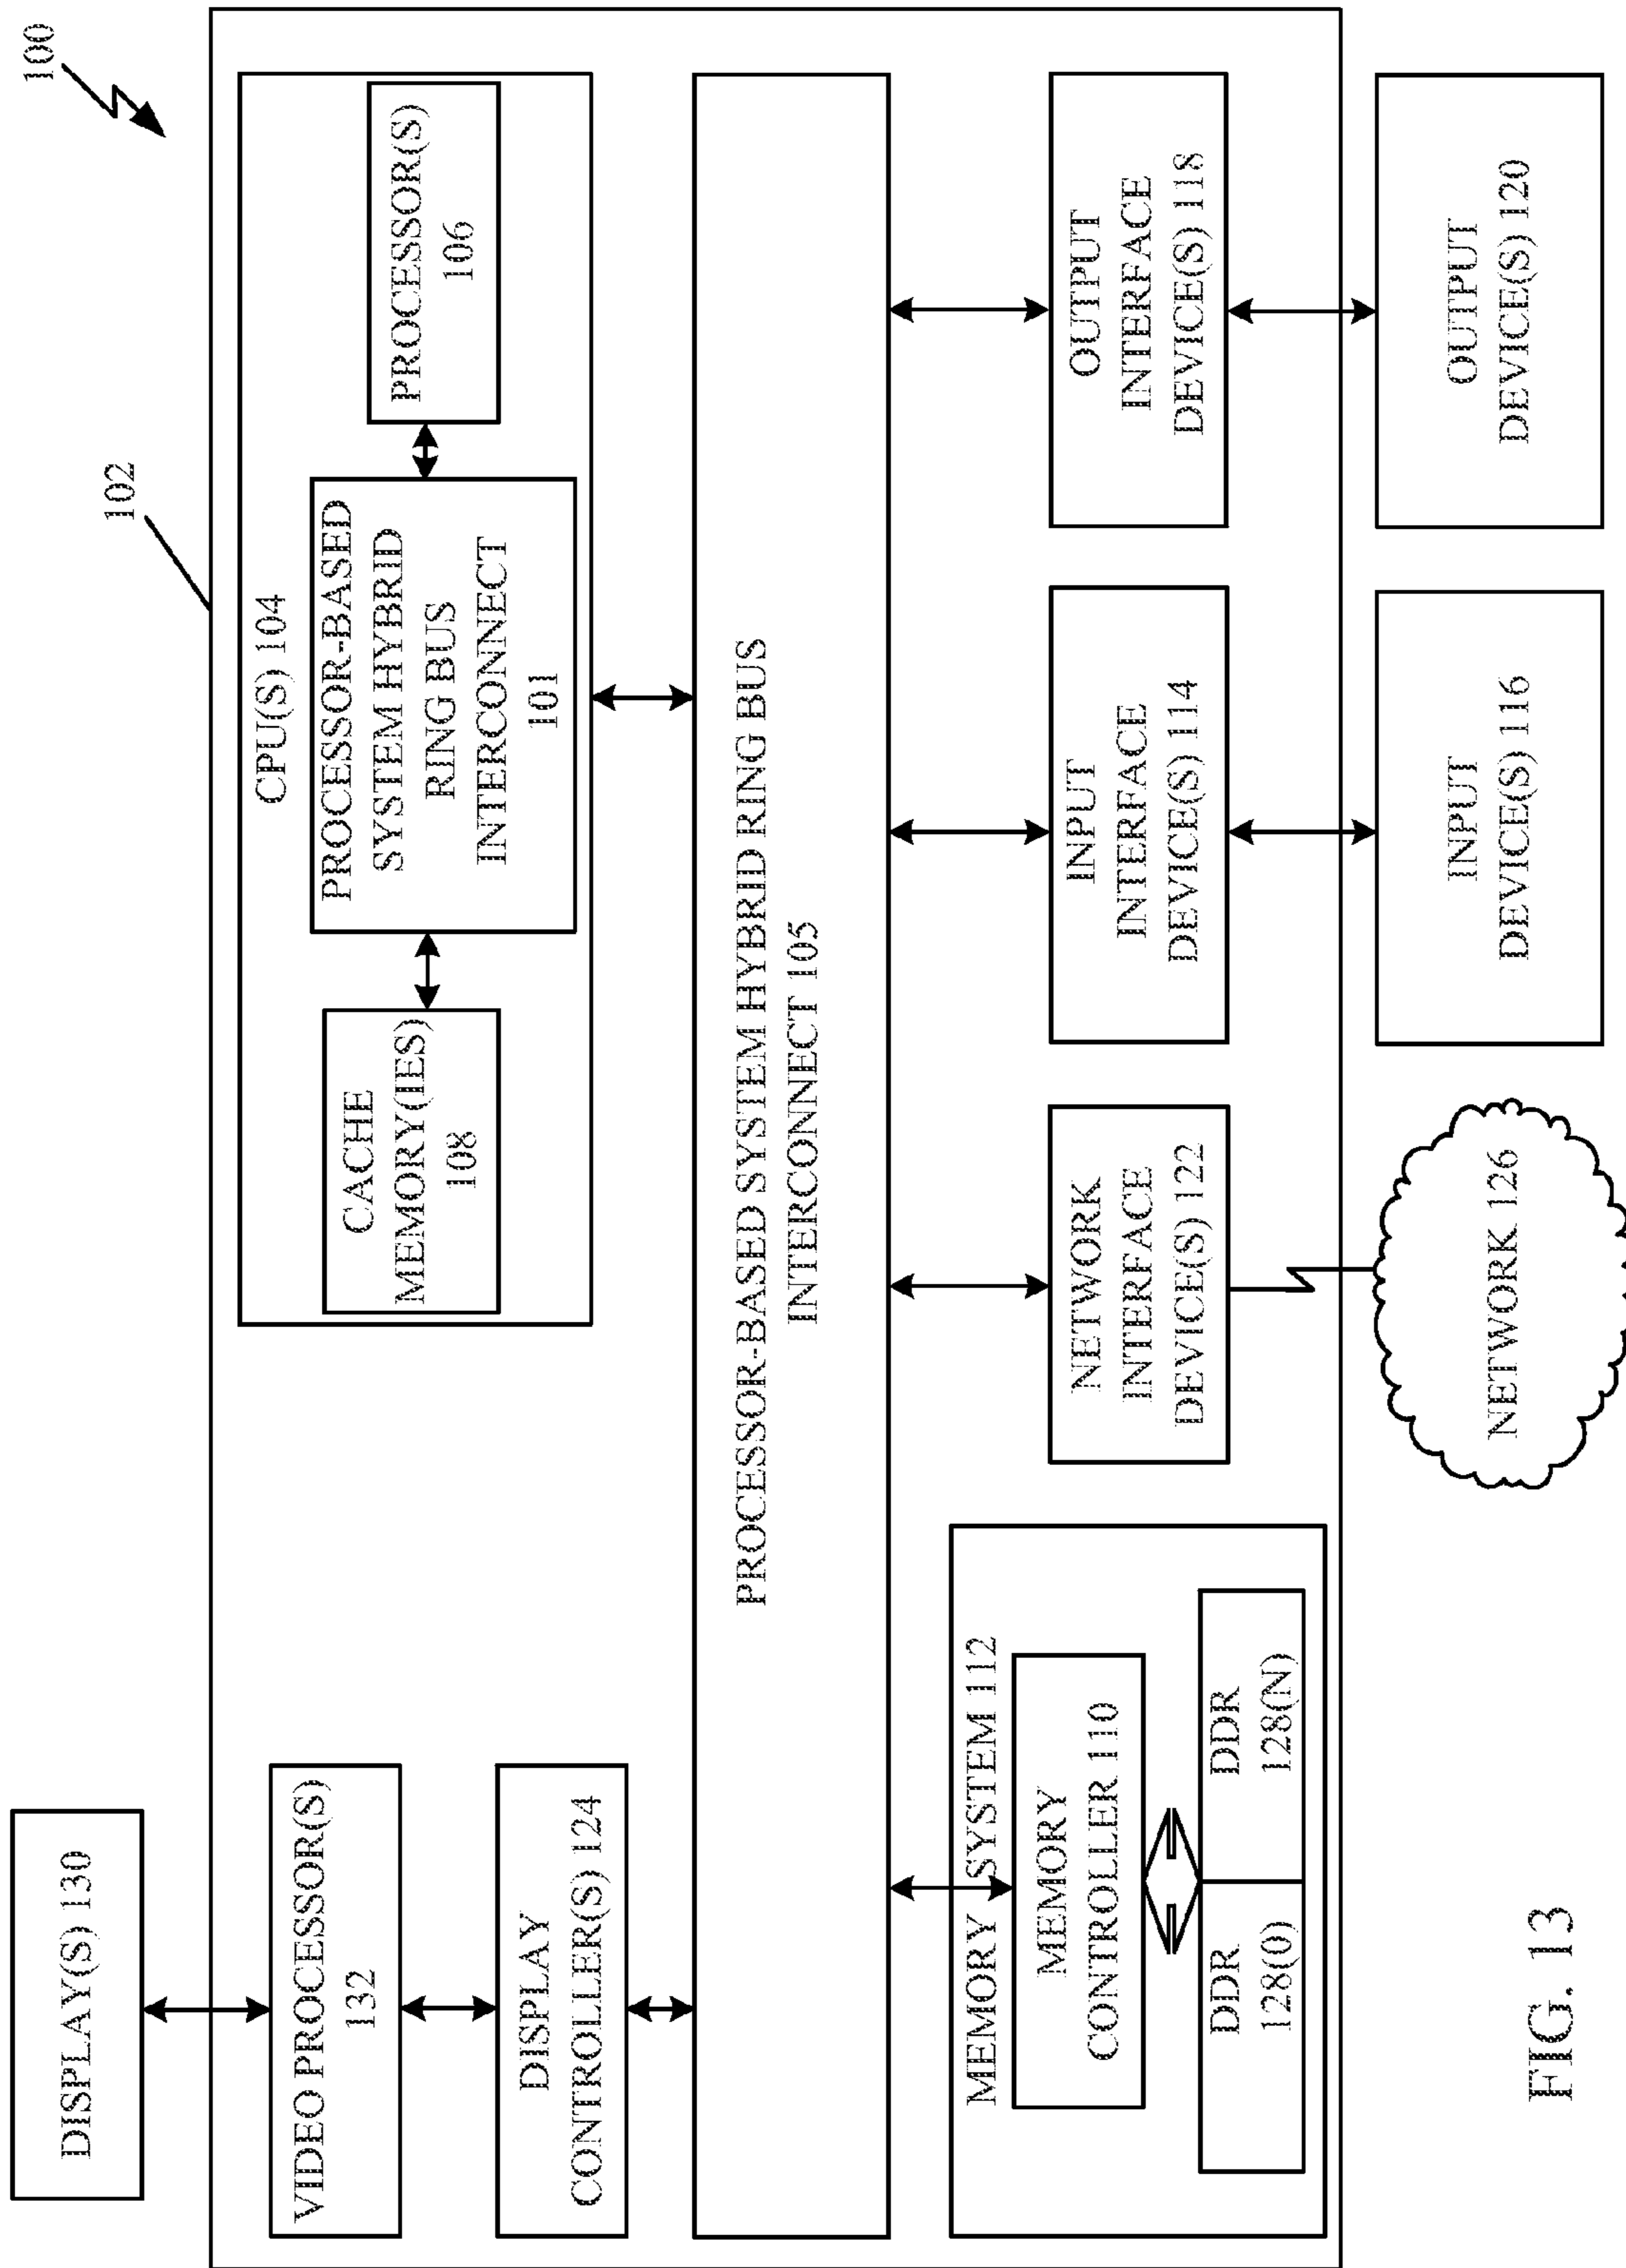 100
102
DISPLAY(S) 130
VIDEO PROCESSOR(S)
132
DISPLAY
CONTROLLER(S) 124
CPU(S) 104
CACHE
MEMORY(IES)
108
PROCESSOR-BASED
SYSTEM HYBRID
RING BUS
INTERCONNECT
101
PROCESSOR(S)
106
PROCESSOR-BASED SYSTEM HYBRID RING BUS
INTERCONNECT 105
MEMORY SYSTEM 112
MEMORY
CONTROLLER 110
DDR
128(0)
DDR
128(N)
NETWORK
INTERFACE
DEVICE(S) 122
INPUT
INTERFACE
DEVICE(S) 114
OUTPUT
INTERFACE
DEVICE(S) 118
NETWORK 126
INPUT
DEVICE(S) 116
OUTPUT
DEVICE(S) 120
FIG. 13